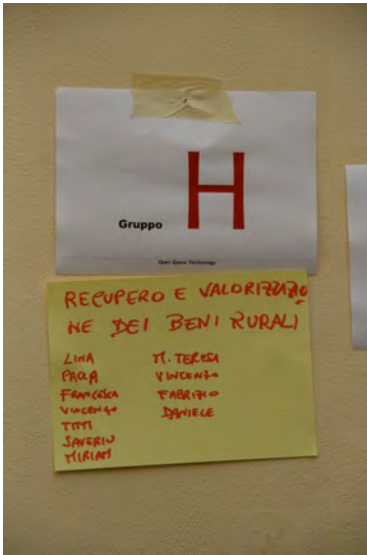 Gruppo H
Open Space Technology
RECUPERO E VALORIZZAZIO
NE DEI BENI RURALI
LINA
PAOLA
FRANCESCA
VINCENZO
TITTI
SAVERIO
MIRIAM
M. TERESA
VINCENZO
FABRIZIO
DANIELE